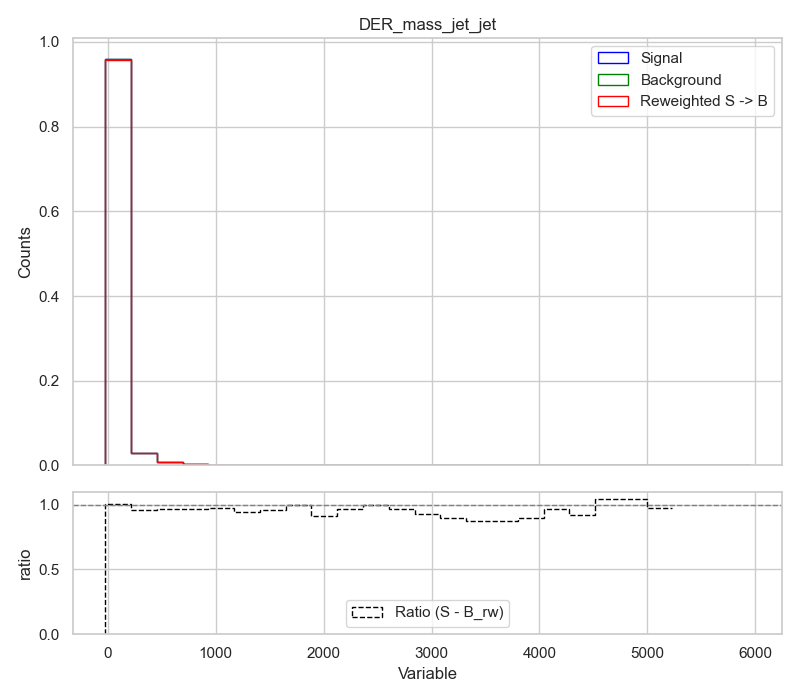 DER_mass_jet_jet
Counts
1.0
0.8
0.6
0.4
0.2
0.0
Signal
Background
Reweighted S -> B
ratio
1.0
0.5
0.0
Ratio (S - B_rw)
0 1000 2000 3000 4000 5000 6000
Variable